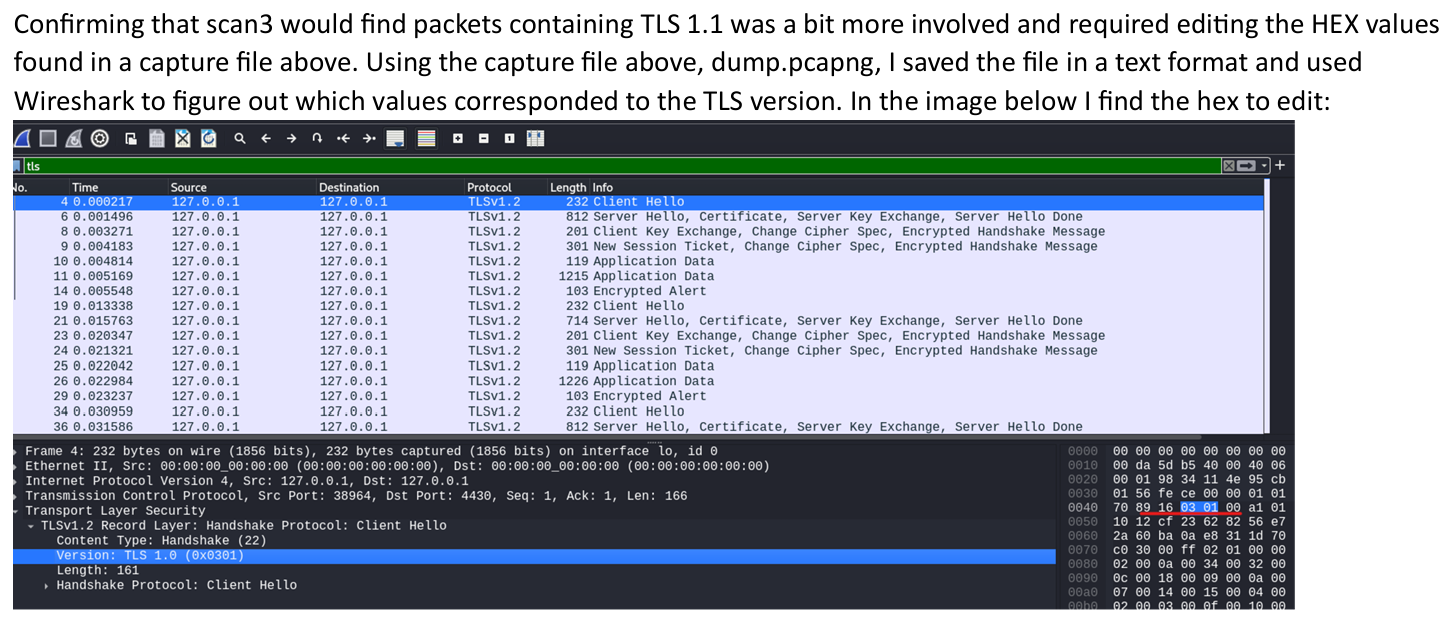 Confirming that scan3 would find packets containing TLS 1.1 was a bit more involved and required editing the HEX values
found in a capture file above. Using the capture file above, dump.pcapng, I saved the file in a text format and used
Wireshark to figure out which values corresponded to the TLS version. In the image below I find the hex to edit:
tls
No. Time Source Destination Protocol Length Info
4 0.000217 127.0.0.1 127.0.0.1 TLSv1.2 232 Client Hello
6 0.001496 127.0.0.1 127.0.0.1 TLSv1.2 812 Server Hello, Certificate, Server Key Exchange, Server Hello Done
8 0.003271 127.0.0.1 127.0.0.1 TLSv1.2 201 Client Key Exchange, Change Cipher Spec, Encrypted Handshake Message
9 0.004183 127.0.0.1 127.0.0.1 TLSv1.2 301 New Session Ticket, Change Cipher Spec, Encrypted Handshake Message
10 0.004814 127.0.0.1 127.0.0.1 TLSv1.2 119 Application Data
11 0.005169 127.0.0.1 127.0.0.1 TLSv1.2 1215 Application Data
14 0.005548 127.0.0.1 127.0.0.1 TLSv1.2 103 Encrypted Alert
19 0.013338 127.0.0.1 127.0.0.1 TLSv1.2 232 Client Hello
21 0.015763 127.0.0.1 127.0.0.1 TLSv1.2 714 Server Hello, Certificate, Server Key Exchange, Server Hello Done
23 0.020347 127.0.0.1 127.0.0.1 TLSv1.2 201 Client Key Exchange, Change Cipher Spec, Encrypted Handshake Message
24 0.021321 127.0.0.1 127.0.0.1 TLSv1.2 301 New Session Ticket, Change Cipher Spec, Encrypted Handshake Message
25 0.022042 127.0.0.1 127.0.0.1 TLSv1.2 119 Application Data
26 0.022984 127.0.0.1 127.0.0.1 TLSv1.2 1226 Application Data
29 0.023237 127.0.0.1 127.0.0.1 TLSv1.2 103 Encrypted Alert
34 0.030959 127.0.0.1 127.0.0.1 TLSv1.2 232 Client Hello
36 0.031586 127.0.0.1 127.0.0.1 TLSv1.2 812 Server Hello, Certificate, Server Key Exchange, Server Hello Done
Frame 4: 232 bytes on wire (1856 bits), 232 bytes captured (1856 bits) on interface lo, id 0
Ethernet II, Src: 00:00:00_00:00:00 (00:00:00:00:00:00), Dst: 00:00:00_00:00:00 (00:00:00:00:00:00)
Internet Protocol Version 4, Src: 127.0.0.1, Dst: 127.0.0.1
Transmission Control Protocol, Src Port: 38964, Dst Port: 4430, Seq: 1, Ack: 1, Len: 166
Transport Layer Security
TLSv1.2 Record Layer: Handshake Protocol: Client Hello
Content Type: Handshake (22)
Version: TLS 1.0 (0x0301)
Length: 161
Handshake Protocol: Client Hello
0000 00 00 00 00 00 00 00 00
0010 00 da 5d b5 40 00 40 06
0020 00 01 98 34 11 4e 95 cb
0030 01 56 fe ce 00 00 01 01
0040 70 89 16 03 01 00 a1 01
0050 10 12 cf 23 62 82 56 e7
0060 2a 60 ba 0a e8 31 1d 70
0070 c0 30 00 ff 02 01 00 00
0080 02 00 0a 00 34 00 32 00
0090 0c 00 18 00 09 00 0a 00
00a0 07 00 14 00 15 00 04 00
00b0 02 00 03 00 0f 00 10 00